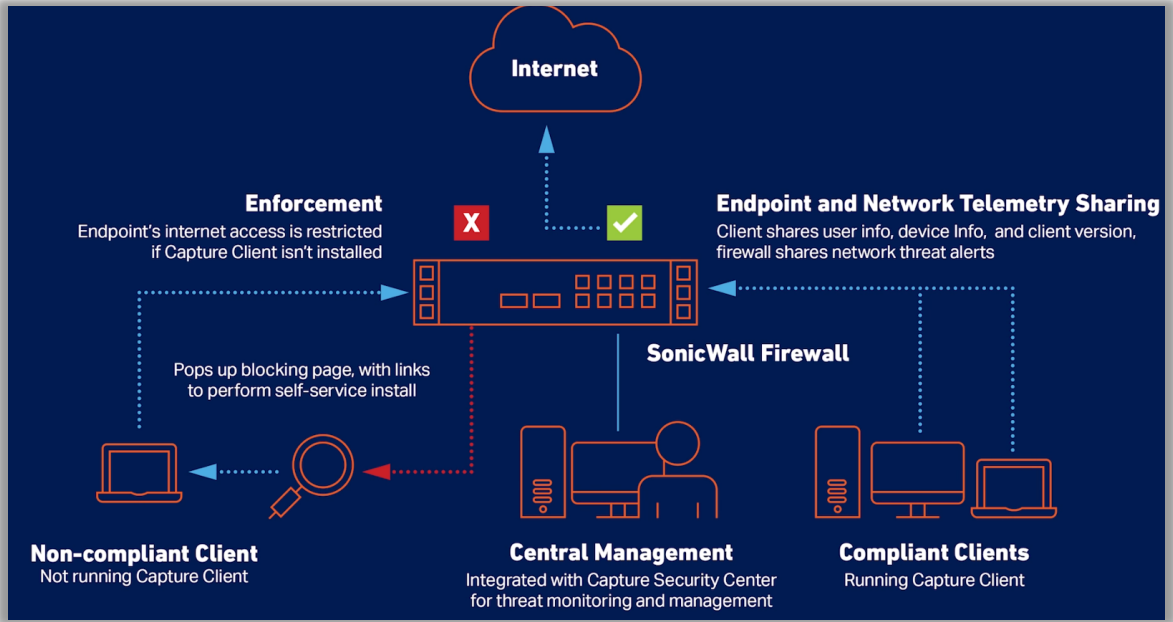 Internet
Enforcement
Endpoint's internet access is restricted
if Capture Client isn't installed
X
Endpoint and Network Telemetry Sharing
Client shares user info, device Info, and client version,
firewall shares network threat alerts
SonicWall Firewall
Pops up blocking page, with links
to perform self-service install
Non-compliant Client
Not running Capture Client
Central Management
Integrated with Capture Security Center
for threat monitoring and management
Compliant Clients
Running Capture Client